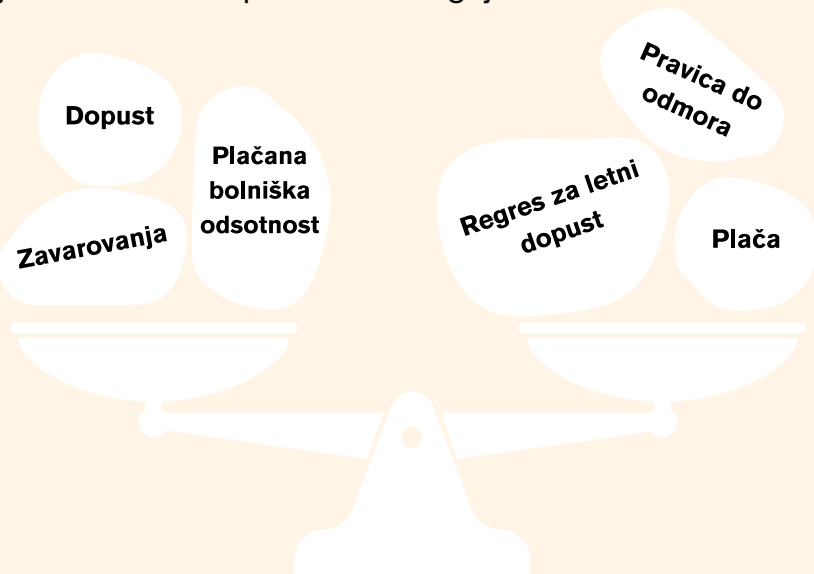 Dopust
Plačana
bolniška
odsotnost
Zavarovanja
Pravica do
odmora
Regres za letni
dopust
Plača